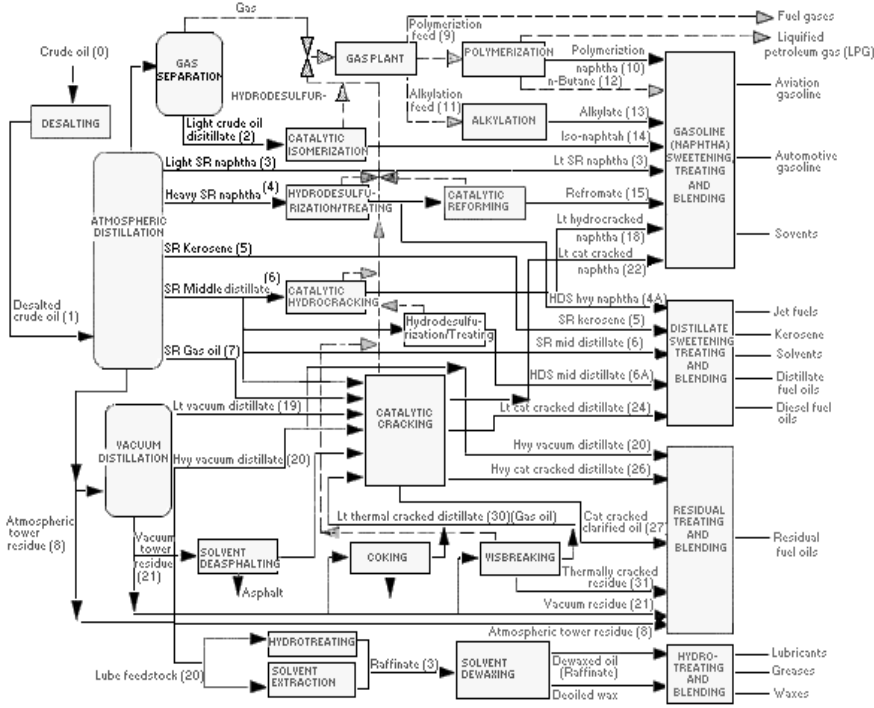 Gas
Fuel gases
Polymerization
feed (9)
Liquified
petroleum gas (LPG)
Crude oil (0)
GAS
SEPARATION
GAS PLANT
POLYMERIZATION
Polymeriztion
naphtha (10)
n-Butane (12)
Aviation
gasoline
HYDRODESULFUR-
Alkylation
feed (11)
DESALTING
ALKYLATION
Alkylate (13)
Light crude oil
disitillate (2)
CATALYTIC
ISOMERIZATION
Iso-naphtah (14)
GASOLINE
(NAPHTHA)
SWEETENING,
TREATING
AND
BLENDING
Automotive
gasoline
Light SR naphtha (3)
Lt SR naphtha (3)
Heavy SR naphtha (4)
HYDRODESULFU-
RIZATION/TREATING
CATALYTIC
REFORMING
Refromate (15)
ATMOSPHERIC
DISTILLATION
Lt hydrocracked
naphtha (18)
Sovents
SR Kerosene (5)
Lt cat cracked
naphtha (22)
SR Middle distillate (6)
CATALYTIC
HYDROCRACKING
HDS hvy naphtha (4A)
Desalted
crude oil (1)
Hydrodesulfu-
rization/Treating
SR kerosene (5)
SR mid distillate (6)
DISTILLATE
SWEETENING
TREATING
AND
BLENDING
Jet fuels
Kerosene
Solvents
Distillate
fuel oils
Diesel fuel
oils
SR Gas oil (7)
HDS mid distillate (6A)
Lt vacuum distillate (19)
CATALYTIC
CRACKING
Lt cat cracked distillate (24)
VACUUM
DISTILLATION
Hvy vacuum distillate (20)
Hvy vacuum distillate (20)
Hvy cat cracked distillate (26)
Atmospheric
tower
residue (8)
Vacuum
tower
residue
(21)
Lt thermal cracked distillate (30)(Gas oil)
Cat cracked
clarified oil (27)
RESIDUAL
TREATING
AND
BLENDING
Residual
fuel oils
SOLVENT
DEASPHALTING
COKING
VISBREAKING
Asphalt
Thermally cracked
residue (31)
Vacuum residue (21)
Atmospheric tower residue (8)
HYDROTREATING
Lube feedstock (20)
SOLVENT
EXTRACTION
Raffinate (3)
SOLVENT
DEWAXING
Dewaxed oil
(Raffinate)
Deoiled wax
HYDRO-
TREATING
AND
BLENDING
Lubricants
Greases
Waxes